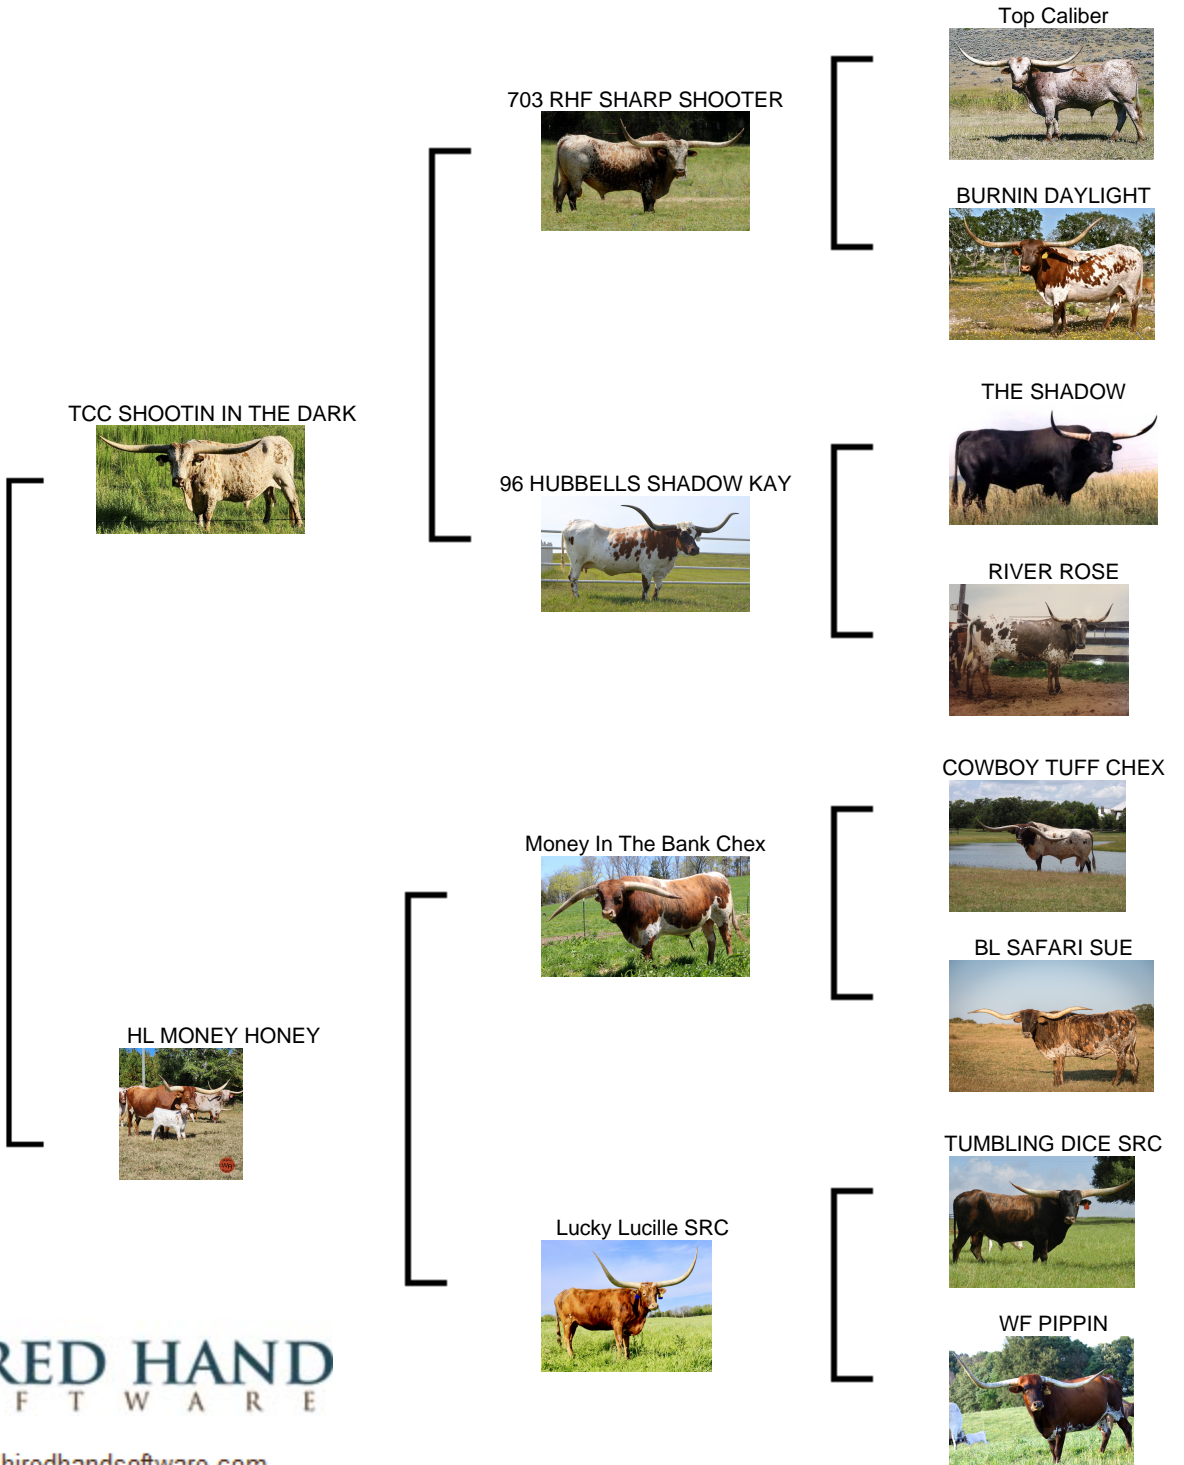 Top Caliber
703 RHF SHARP SHOOTER
BURNIN DAYLIGHT
TCC SHOOTIN IN THE DARK
THE SHADOW
96 HUBBELLS SHADOW KAY
RIVER ROSE
COWBOY TUFF CHEX
Money In The Bank Chex
BL SAFARI SUE
HL MONEY HONEY
TUMBLING DICE SRC
Lucky Lucille SRC
WF PIPPIN
RED HAND
F T W A R E
hiredhandsoftware.com